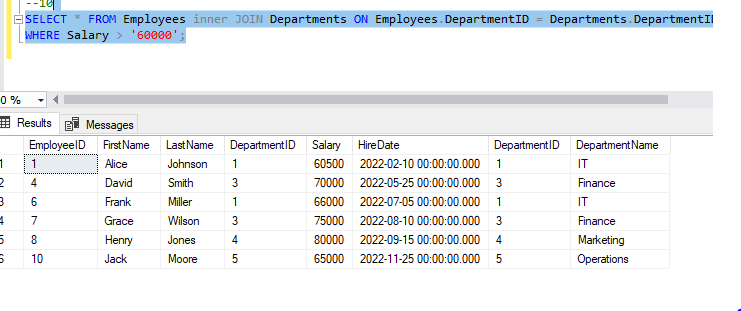 --10
SELECT * FROM Employees inner JOIN Departments ON Employees.DepartmentID = Departments.DepartmentID
WHERE Salary > '60000';
0 %
Results Messages
EmployeeID FirstName LastName DepartmentID Salary HireDate DepartmentID DepartmentName
1 1 Alice Johnson 1 60500 2022-02-10 00:00:00.000 1 IT
2 4 David Smith 3 70000 2022-05-25 00:00:00.000 3 Finance
3 6 Frank Miller 1 66000 2022-07-05 00:00:00.000 1 IT
4 7 Grace Wilson 3 75000 2022-08-10 00:00:00.000 3 Finance
5 8 Henry Jones 4 80000 2022-09-15 00:00:00.000 4 Marketing
6 10 Jack Moore 5 65000 2022-11-25 00:00:00.000 5 Operations